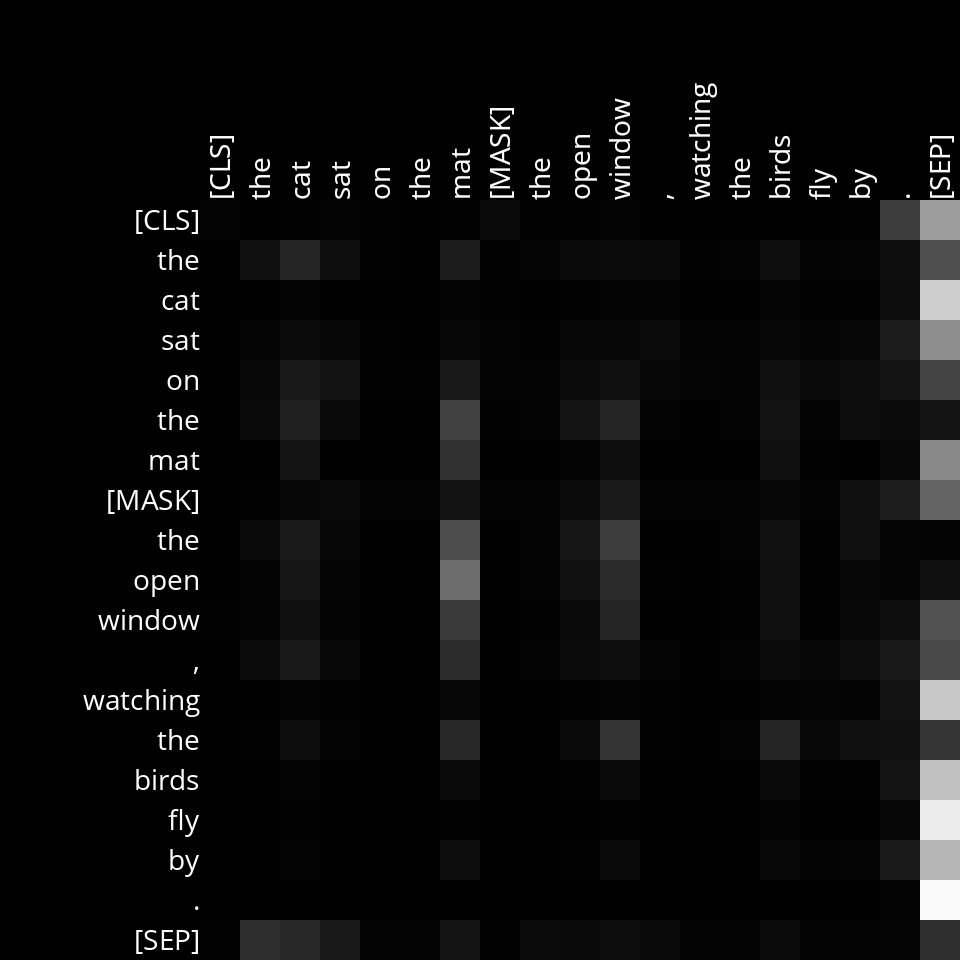 [CLS] the cat sat on the mat [MASK] the open window , watching the birds fly by . [SEP]
[CLS]
the
cat
sat
on
the
mat
[MASK]
the
open
window
,
watching
the
birds
fly
by
.
[SEP]